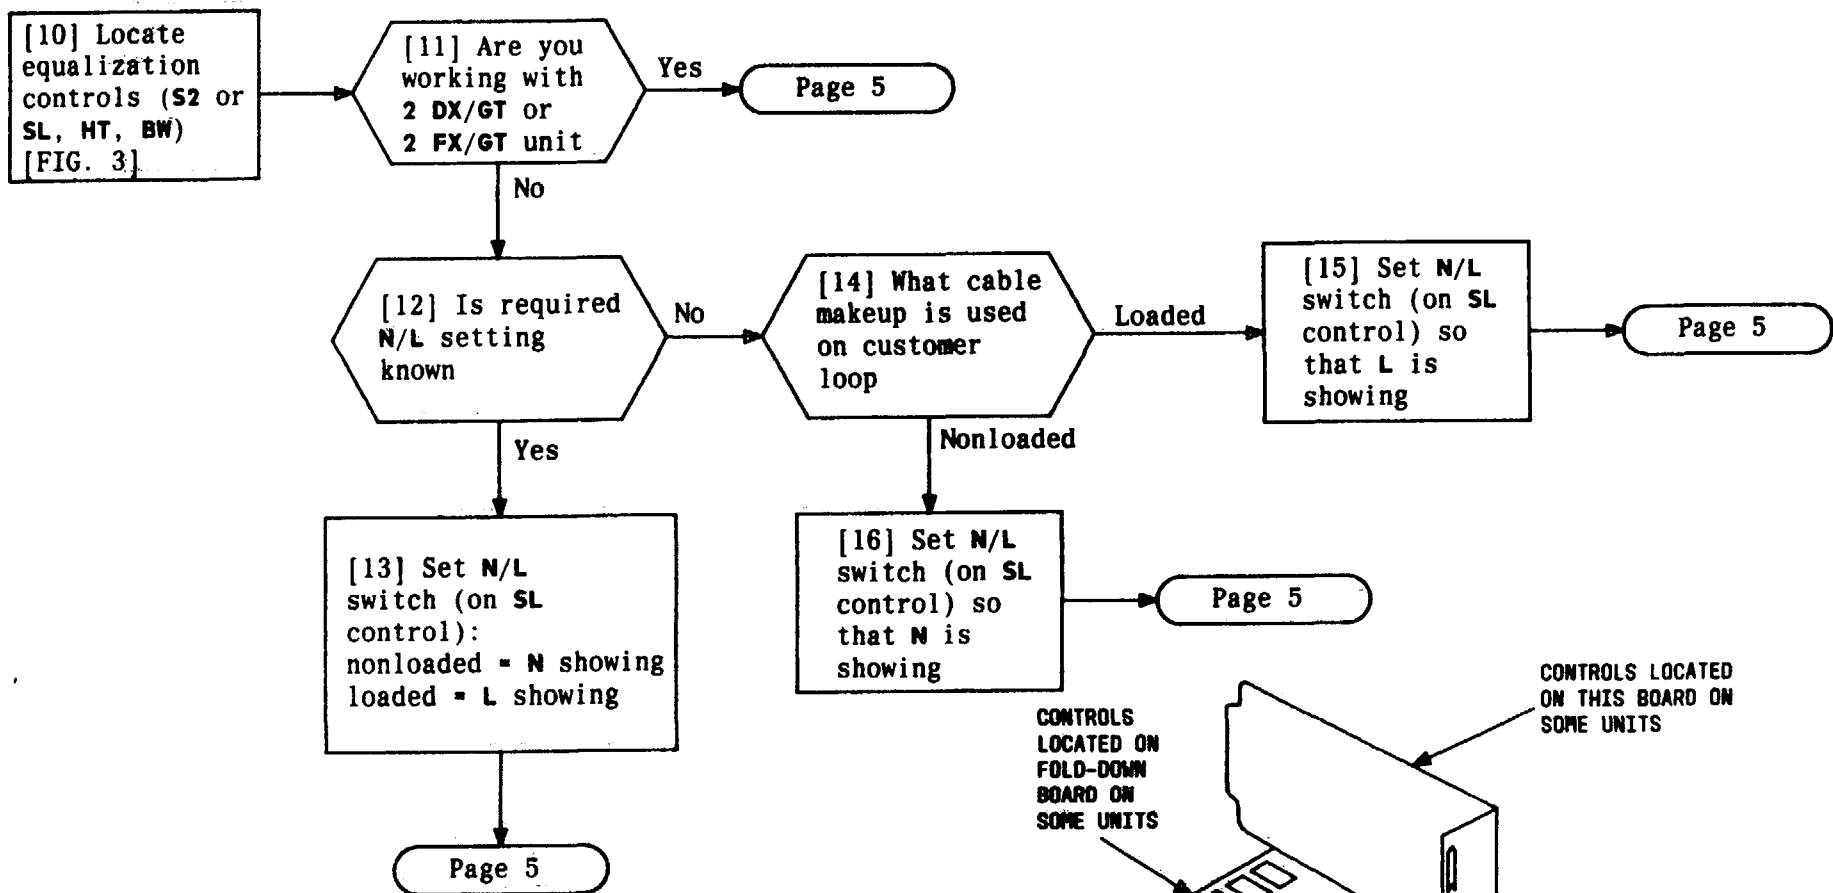 [10] Locate
equalization
controls (S2 or
SL, HT, BW)
[FIG. 3]
[11] Are you
working with
2 DX/GT or
2 FX/GT unit
Yes
Page 5
No
[12] Is required
N/L setting
known
No
[14] What cable
makeup is used
on customer
loop
Loaded
[15] Set N/L
switch (on SL
control) so
that L is
showing
Page 5
Yes
Nonloaded
[13] Set N/L
switch (on SL
control):
nonloaded = N showing
loaded = L showing
[16] Set N/L
switch (on SL
control) so
that N is
showing
Page 5
Page 5
CONTROLS
LOCATED ON
FOLD-DOWN
BOARD ON
SOME UNITS
CONTROLS LOCATED
ON THIS BOARD ON
SOME UNITS